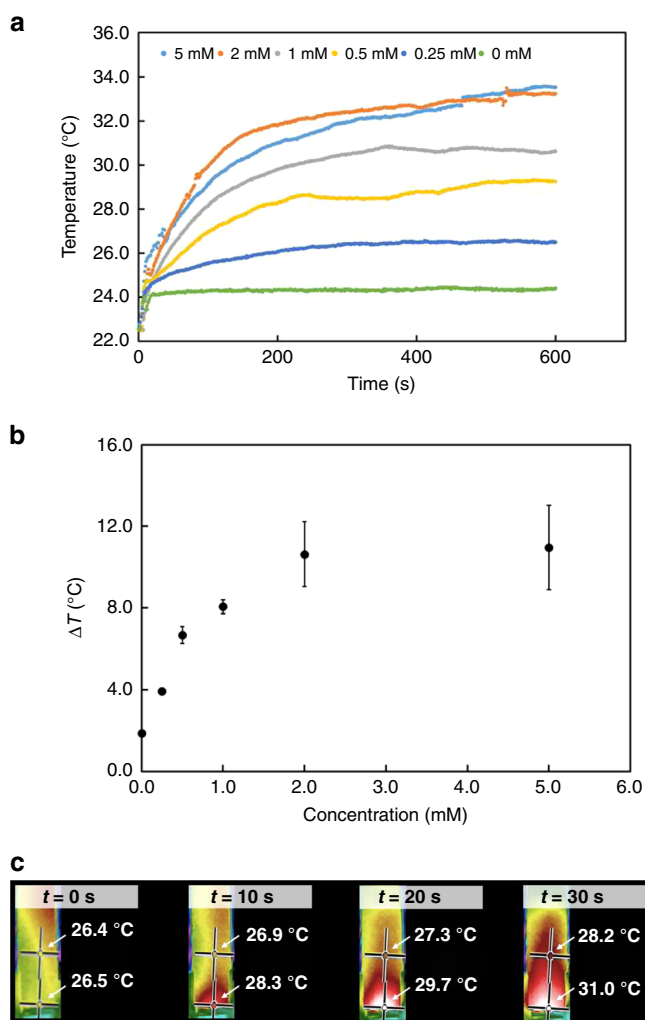 a
36.0
34.0
32.0
30.0
28.0
26.0
24.0
22.0
Temperature (°C)
5 mM 2 mM 1 mM 0.5 mM 0.25 mM 0 mM
0 200 400 600
Time (s)
b
16.0
12.0
8.0
4.0
0.0
ΔT (°C)
0.0 1.0 2.0 3.0 4.0 5.0 6.0
Concentration (mM)
c
t = 0 s t = 10 s t = 20 s t = 30 s
26.4 °C 26.9 °C 27.3 °C 28.2 °C
26.5 °C 28.3 °C 29.7 °C 31.0 °C